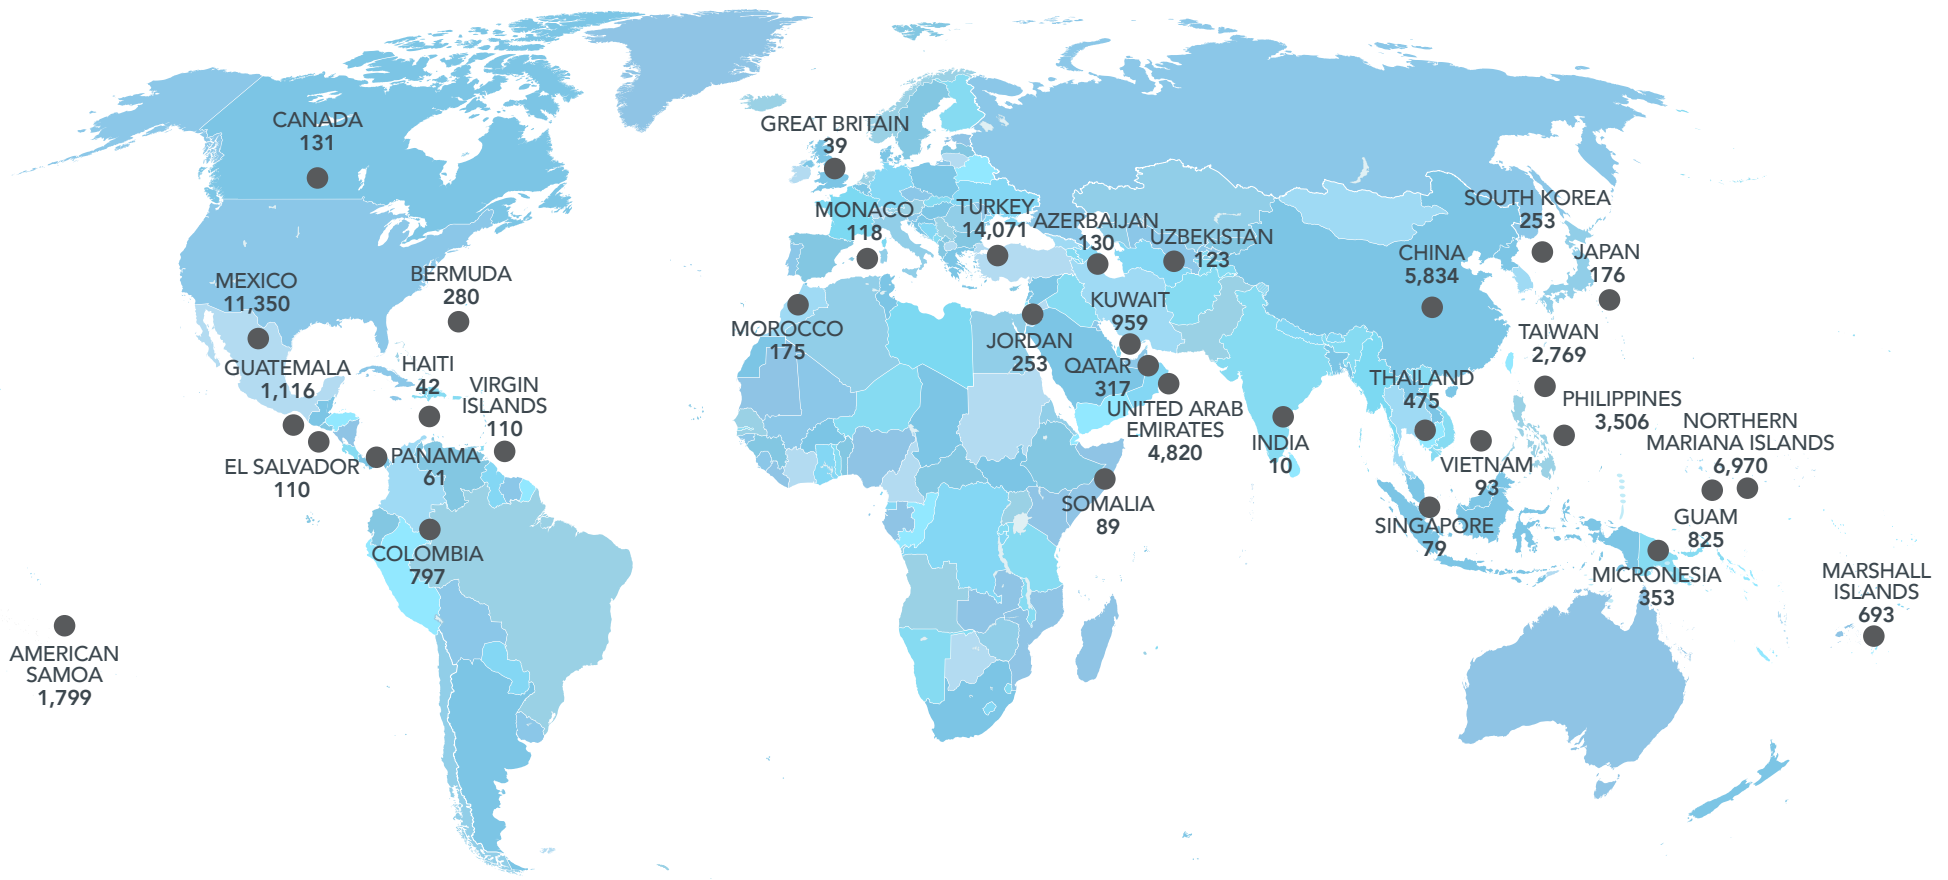 CANADA
131
GREAT BRITAIN
39
MONACO
118
TURKEY
14,071
AZERBAIJAN
130
UZBEKISTAN
123
SOUTH KOREA
253
CHINA
5,834
JAPAN
176
MEXICO
11,350
BERMUDA
280
MOROCCO
175
JORDAN
253
KUWAIT
959
QATAR
317
UNITED ARAB
EMIRATES
4,820
TAIWAN
2,769
GUATEMALA
1,116
HAITI
42
VIRGIN
ISLANDS
110
THAILAND
475
PHILIPPINES
3,506
NORTHERN
MARIANA ISLANDS
6,970
EL SALVADOR
110
PANAMA
61
INDIA
10
VIETNAM
93
SOMALIA
89
SINGAPORE
79
GUAM
825
COLOMBIA
797
MICRONESIA
353
MARSHALL
ISLANDS
693
AMERICAN
SAMOA
1,799